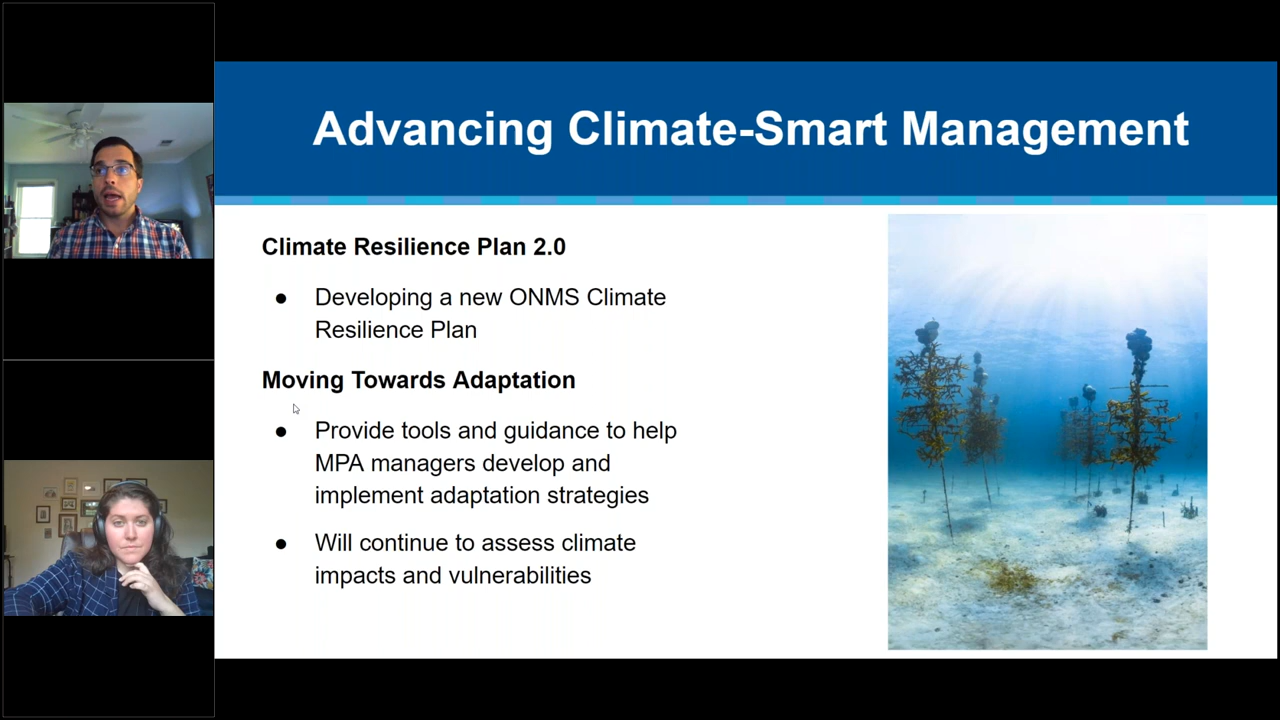 Advancing Climate-Smart Management
Climate Resilience Plan 2.0
● Developing a new ONMS Climate
Resilience Plan
Moving Towards Adaptation
● Provide tools and guidance to help
MPA managers develop and
implement adaptation strategies
● Will continue to assess climate
impacts and vulnerabilities